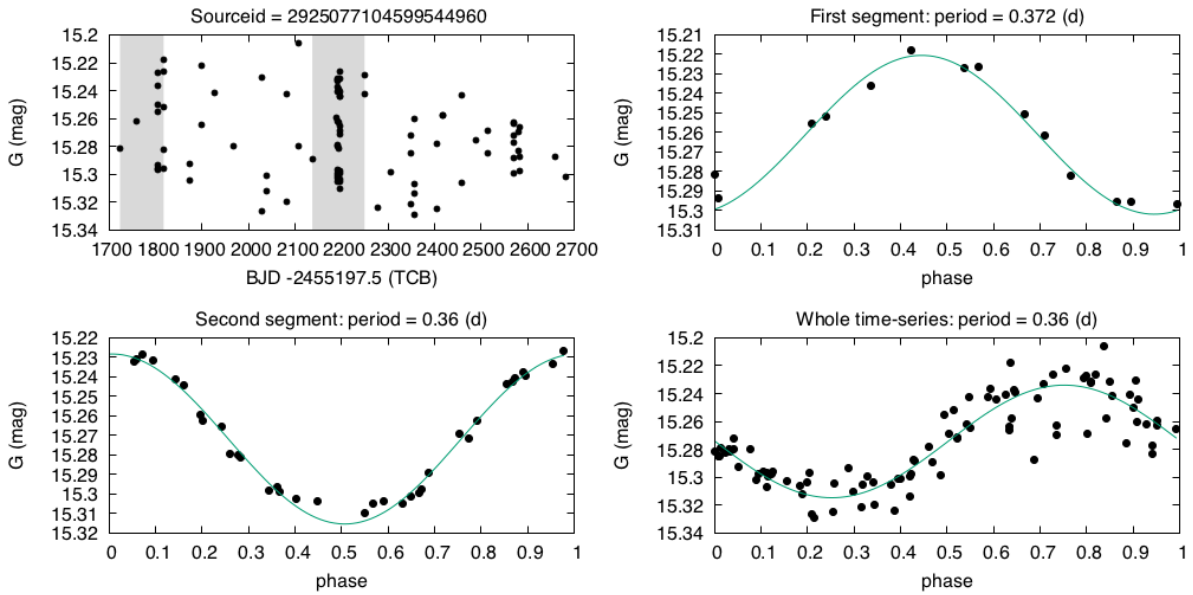 Sourceid = 2925077104599544960
G (mag)
15.2
15.22
15.24
15.26
15.28
15.3
15.32
15.34
1700 1800 1900 2000 2100 2200 2300 2400 2500 2600 2700
BJD -2455197.5 (TCB)
First segment: period = 0.372 (d)
G (mag)
15.21
15.22
15.23
15.24
15.25
15.26
15.27
15.28
15.29
15.3
15.31
0 0.1 0.2 0.3 0.4 0.5 0.6 0.7 0.8 0.9 1
phase
Second segment: period = 0.36 (d)
G (mag)
15.22
15.23
15.24
15.25
15.26
15.27
15.28
15.29
15.3
15.31
15.32
0 0.1 0.2 0.3 0.4 0.5 0.6 0.7 0.8 0.9 1
phase
Whole time-series: period = 0.36 (d)
G (mag)
15.2
15.22
15.24
15.26
15.28
15.3
15.32
15.34
0 0.1 0.2 0.3 0.4 0.5 0.6 0.7 0.8 0.9 1
phase